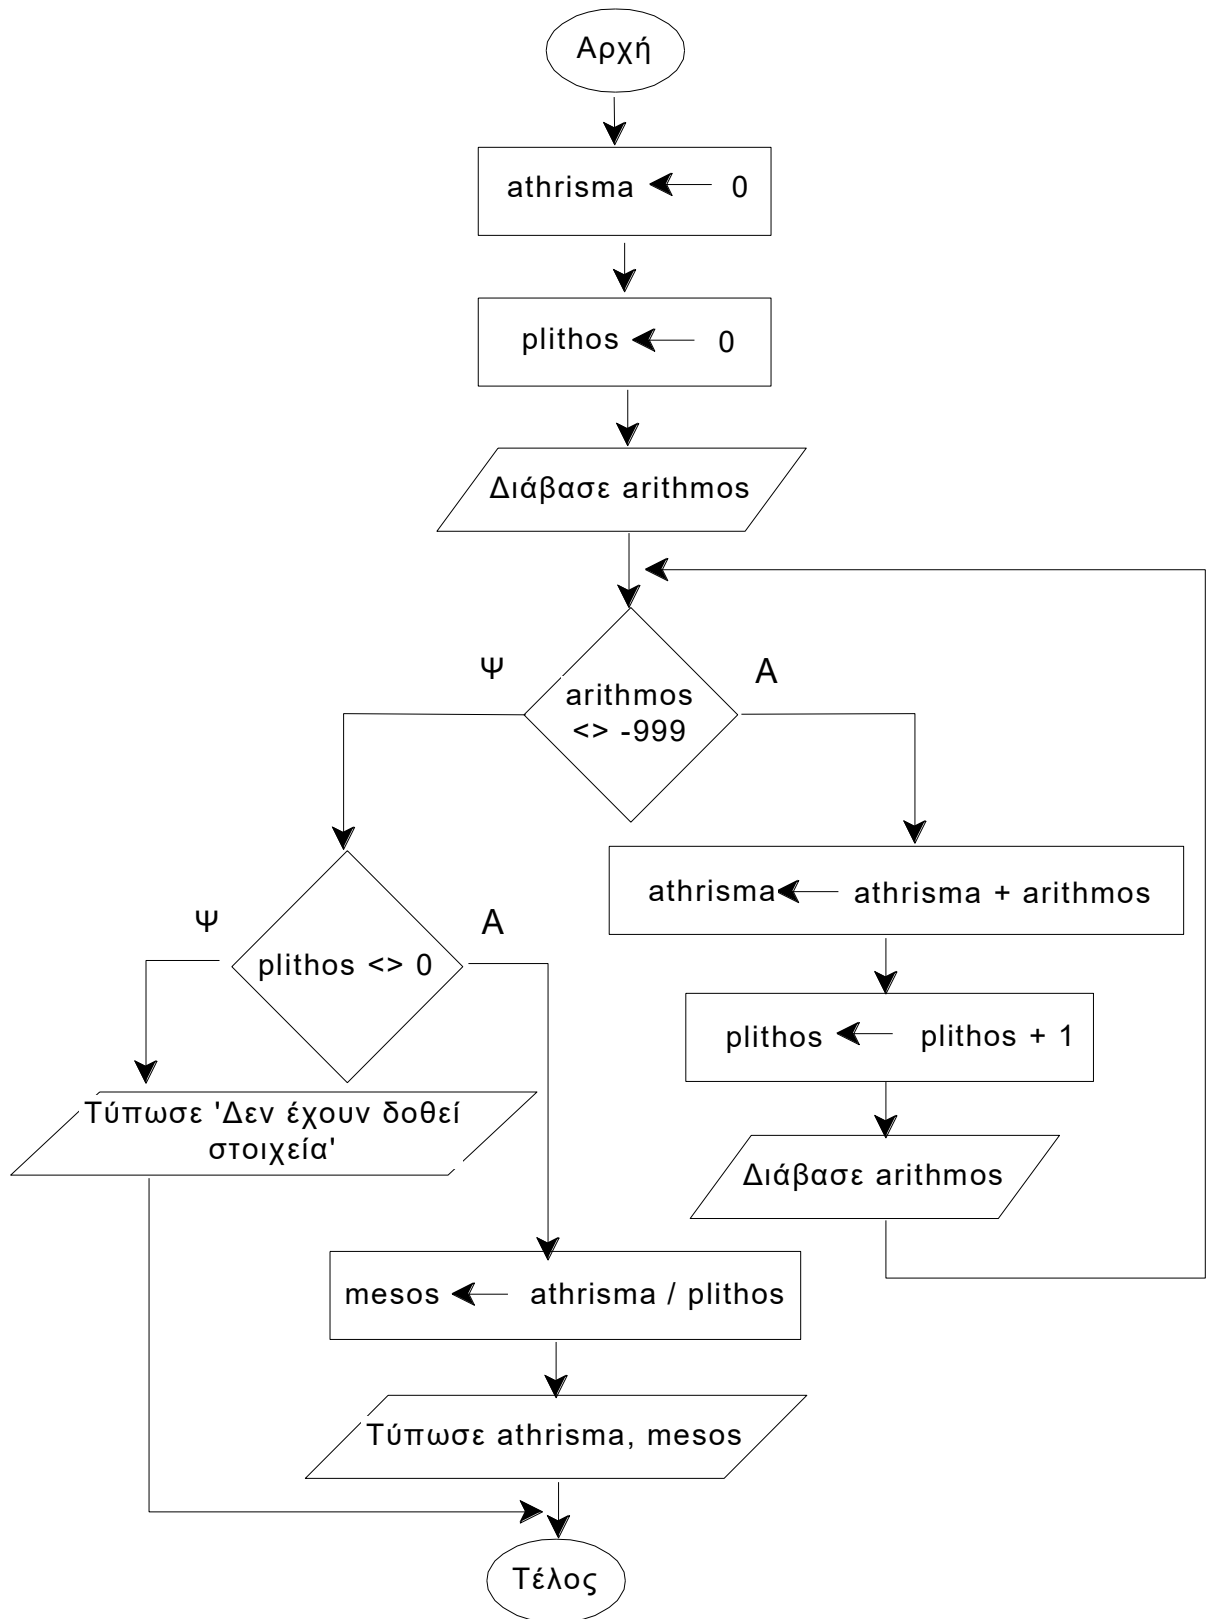 Αρχή
athrisma 0
plithos 0
Διάβασε arithmos
Ψ
Α
arithmos
<> -999
athrisma athrisma + arithmos
Ψ
Α
plithos <> 0
plithos plithos + 1
Τύπωσε 'Δεν έχουν δοθεί
στοιχεία'
Διάβασε arithmos
mesos athrisma / plithos
Τύπωσε athrisma, mesos
Τέλος